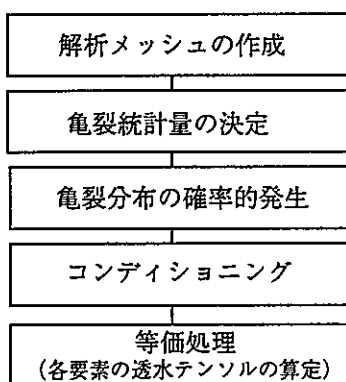 解析メッシュの作成
亀裂統計量の決定
亀裂分布の確率的発生
コンディショニング
等価処理
(各要素の透水テンソルの算定)